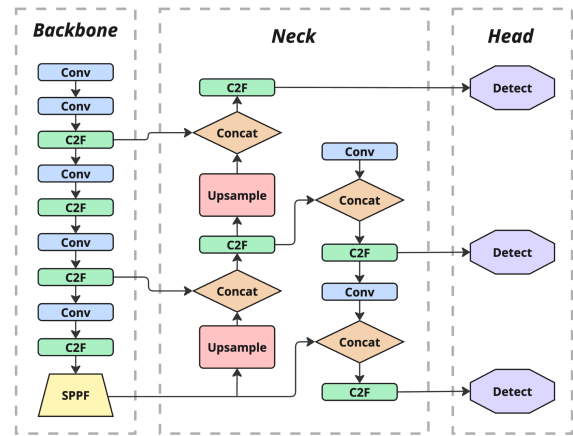 Backbone
Conv
Conv
C2F
Conv
C2F
Conv
C2F
Conv
C2F
SPPF
Neck
C2F
Concat
Upsample
C2F
Concat
Upsample
Conv
Concat
C2F
Conv
Concat
C2F
Head
Detect
Detect
Detect